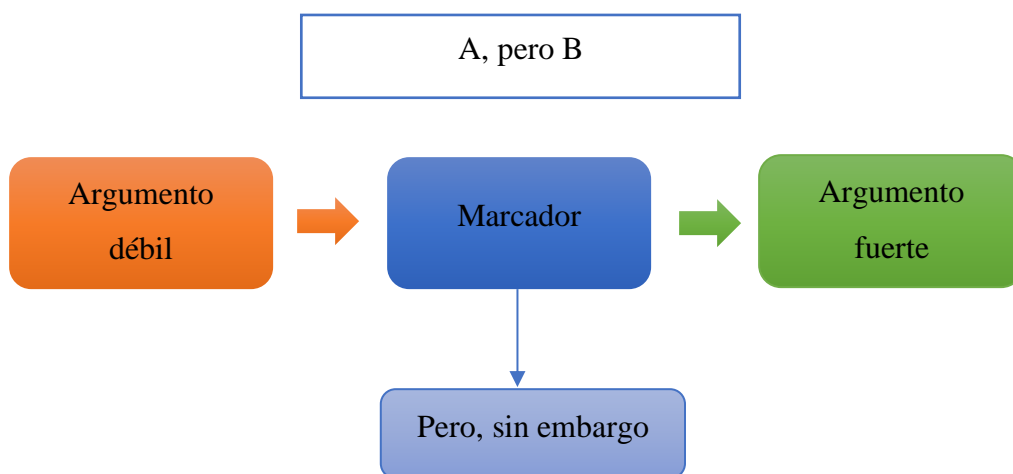 A, pero B
Argumento
débil
Marcador
Argumento
fuerte
Pero, sin embargo